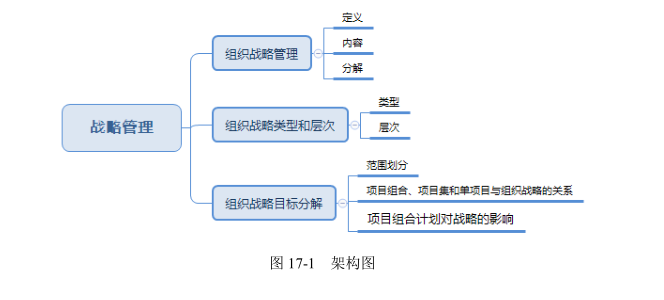 定义
组织战略管理
内容
分解
类型
战略管理
组织战略类型和层次
层次
范围划分
项目组合、项目集和单项目与组织战略的关系
组织战略目标分解
项目组合计划对战略的影响
图 17-1 架构图